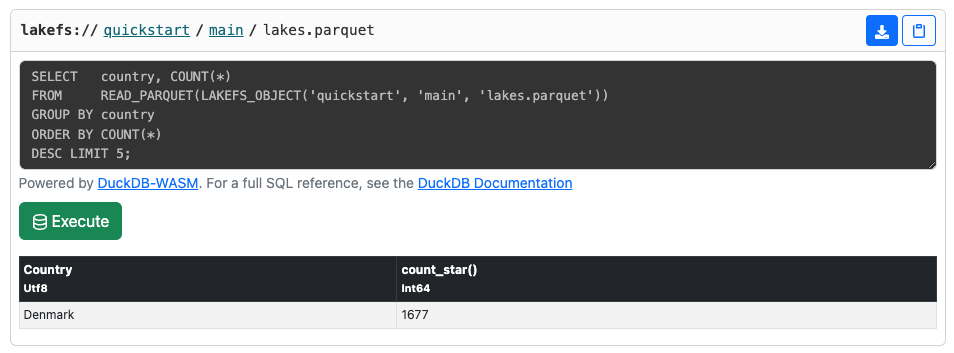 lakefs:// quickstart / main / lakes.parquet
SELECT   country, COUNT(*)
FROM     READ_PARQUET(LAKEFS_OBJECT('quickstart', 'main', 'lakes.parquet'))
GROUP BY country
ORDER BY COUNT(*)
DESC LIMIT 5;
Powered by DuckDB-WASM. For a full SQL reference, see the DuckDB Documentation
Execute
Country count_star()
Utf8 Int64
Denmark 1677